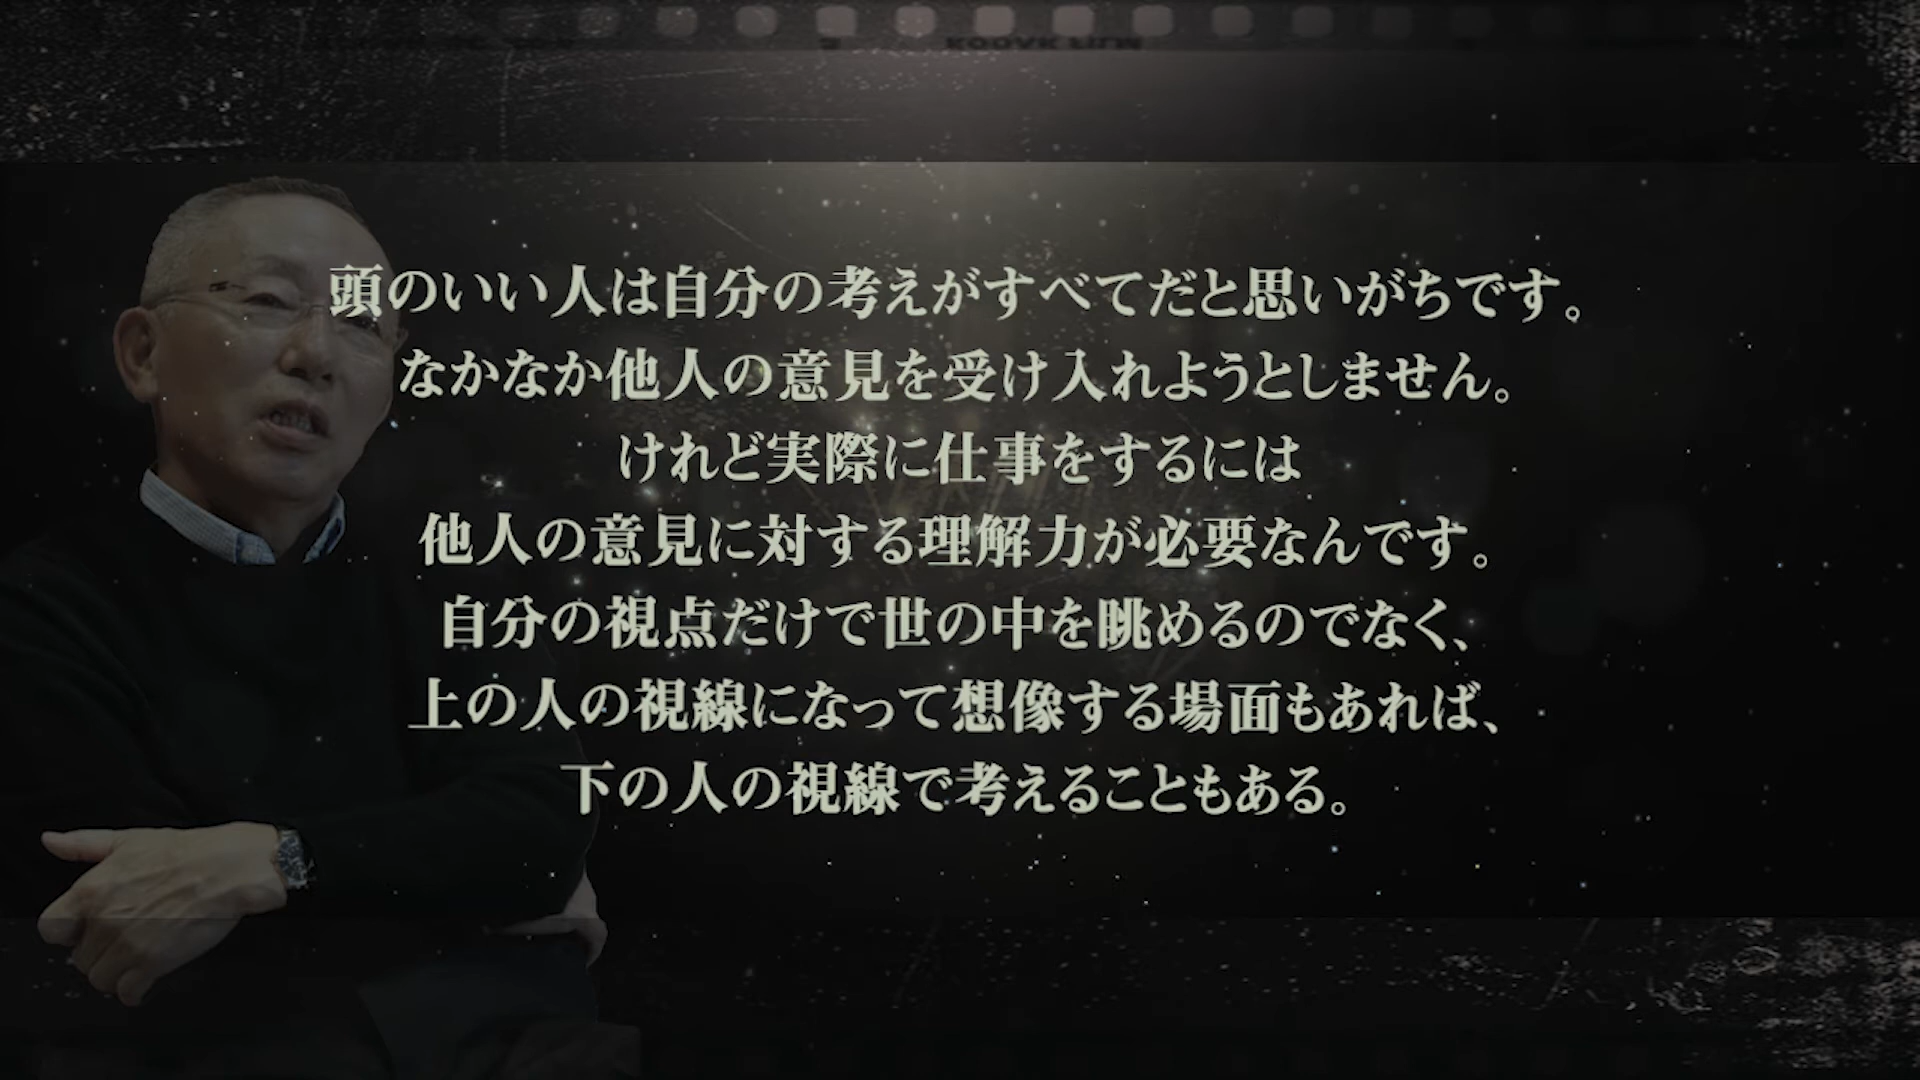 頭のいい人は自分の考えがすべてだと思いがちです。
なかなか他人の意見を受け入れようとしません。
けれど実際に仕事をするには
他人の意見に対する理解力が必要なんです。
自分の視点だけで世の中を眺めるのでなく、
上の人の視線になって想像する場面もあれば、
下の人の視線で考えることもある。